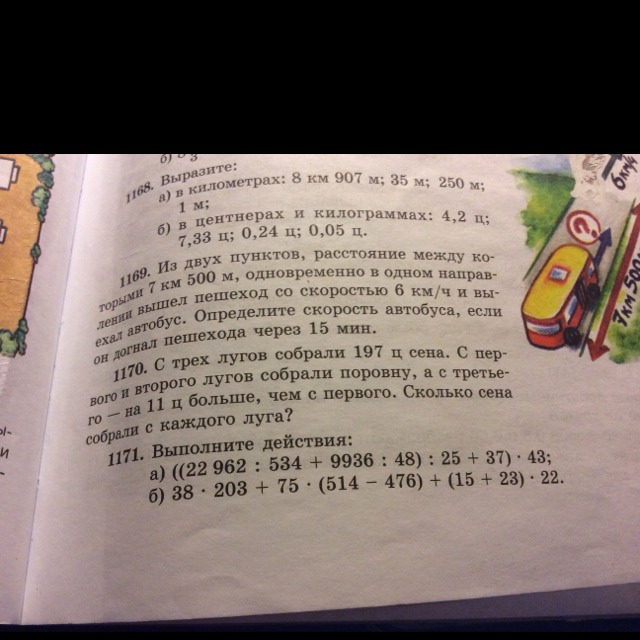 б)
3
1168. Выразите:
а) в километрах: 8 км 907 м; 35 м; 250 м;
1 м;
б) в центнерах и килограммах: 4,2 ц;
7,33 ц; 0,24 ц; 0,05 ц.
1169. Из двух пунктов, расстояние между ко-
торыми 7 км 500 м, одновременно в одном направ-
лении вышел пешеход со скоростью 6 км/ч и вы-
ехал автобус. Определите скорость автобуса, если
он догнал пешехода через 15 мин.
1170. С трех лугов собрали 197 ц сена. С пер-
вого и второго лугов собрали поровну, а с третье-
го — на 11 ц больше, чем с первого. Сколько сена
собрали с каждого луга?
1171. Выполните действия:
а) ((22 962 : 534 + 9936 : 48) : 25 + 37) · 43;
б) 38 · 203 + 75 · (514 − 476) + (15 + 23) · 22.
?
6км/ч
7км 500